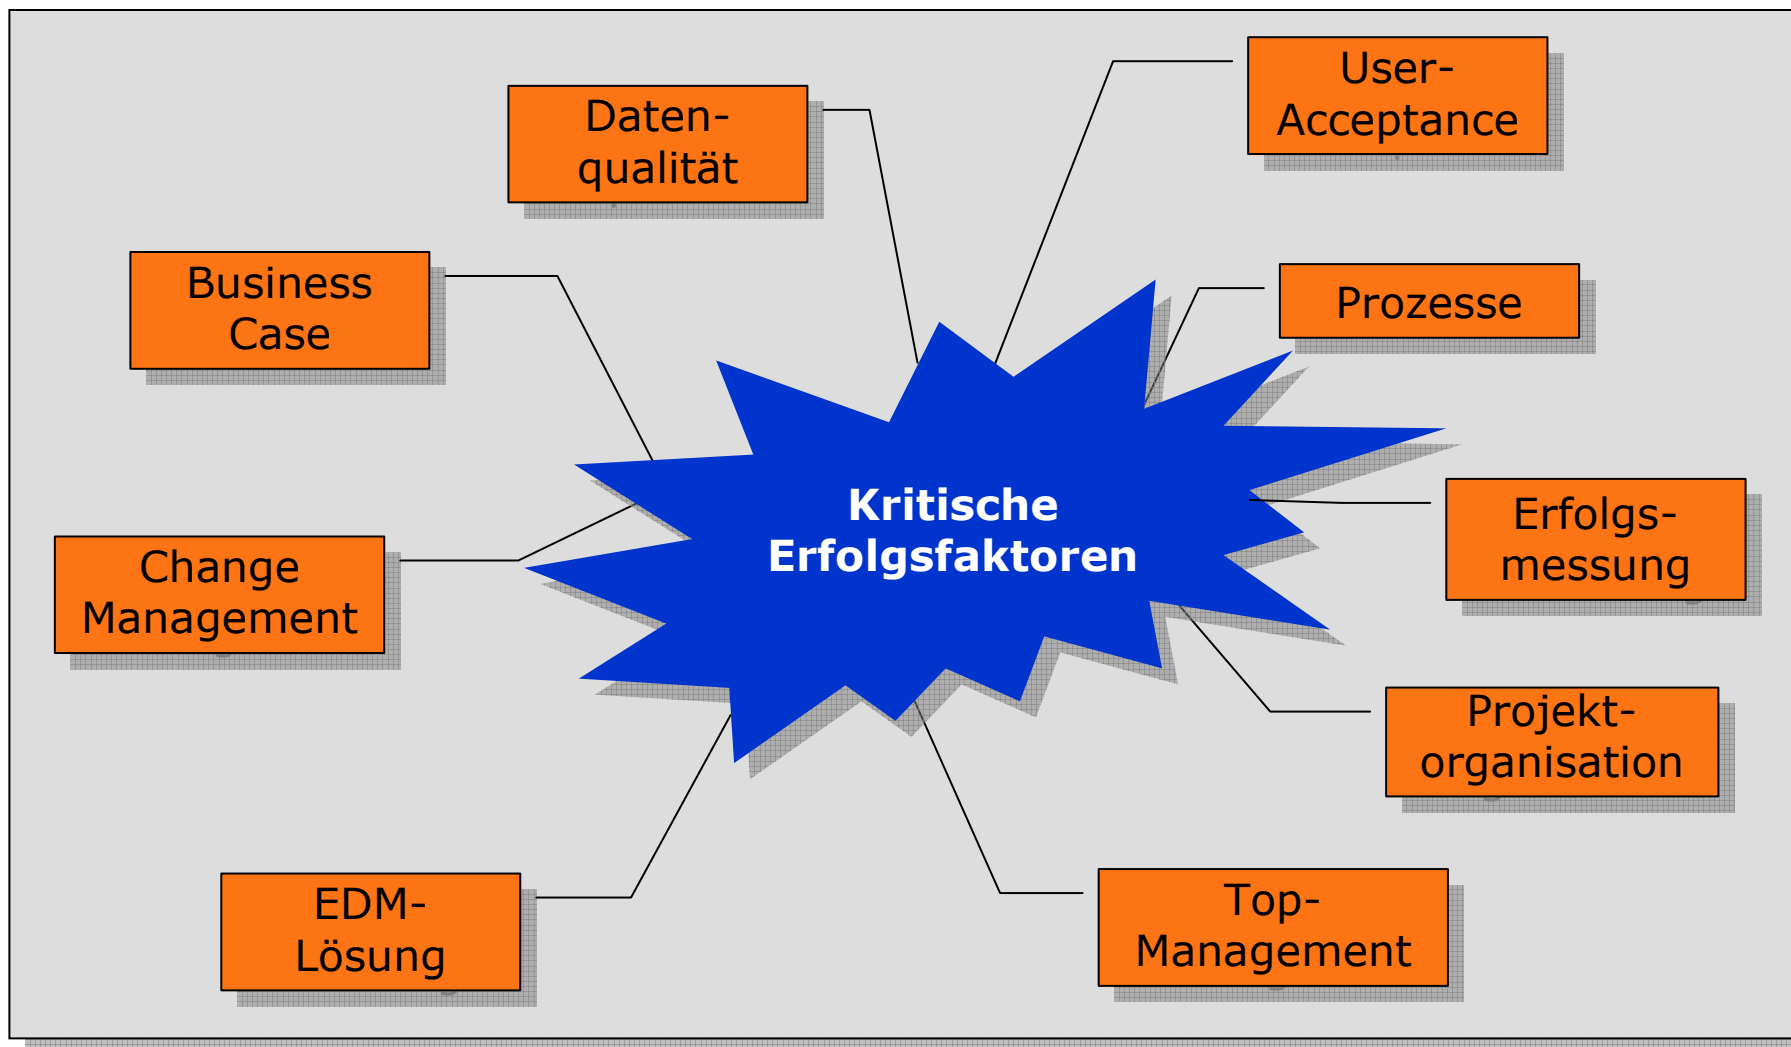 User-
Acceptance
Daten-
qualität
Business
Case
Prozesse
Kritische
Erfolgsfaktoren
Erfolgs-
messung
Change
Management
Projekt-
organisation
EDM-
Lösung
Top-
Management